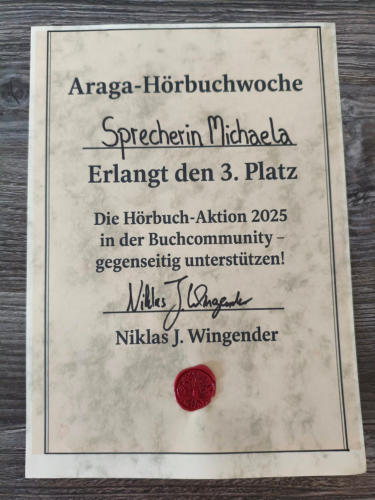 Araga-Hörbuchwoche
Sprecherin Michaela
Erlangt den 3. Platz
Die Hörbuch-Aktion 2025
in der Buchcommunity –
gegenseitig unterstützen!
Niklas J. Wingender
Niklas J. Wingender